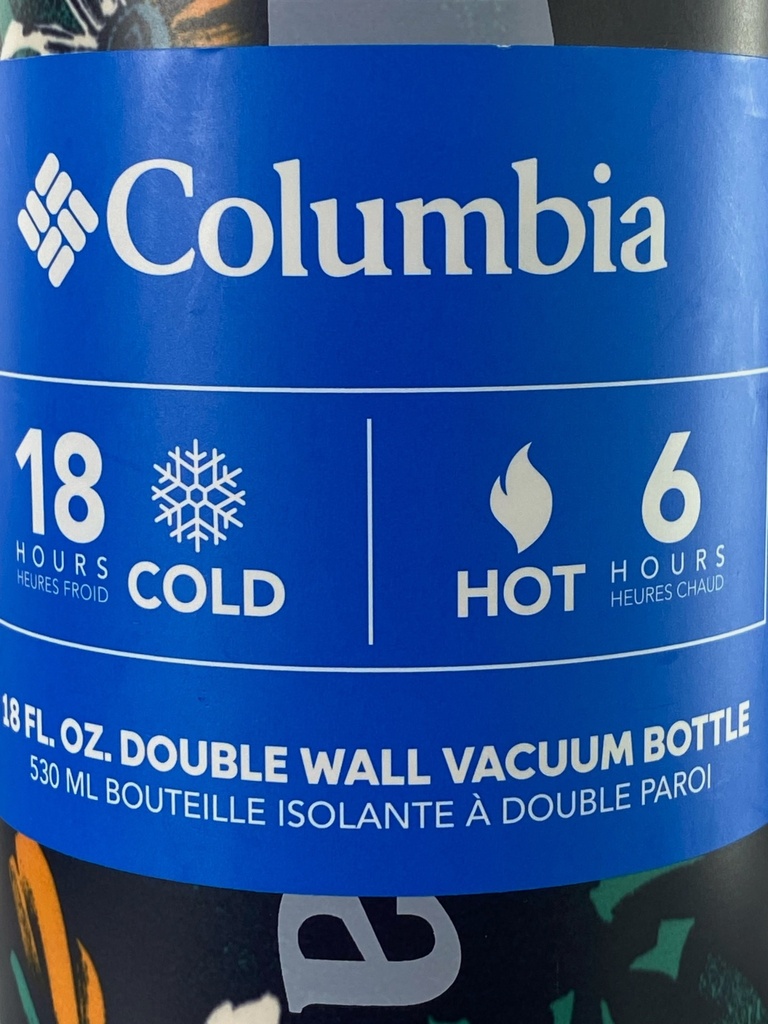 Columbia
18
HOURS
HEURES FROID
COLD
HOT
6
HOURS
HEURES CHAUD
18 FL. OZ. DOUBLE WALL VACUUM BOTTLE
530 ML BOUTEILLE ISOLANTE À DOUBLE PAROI
a